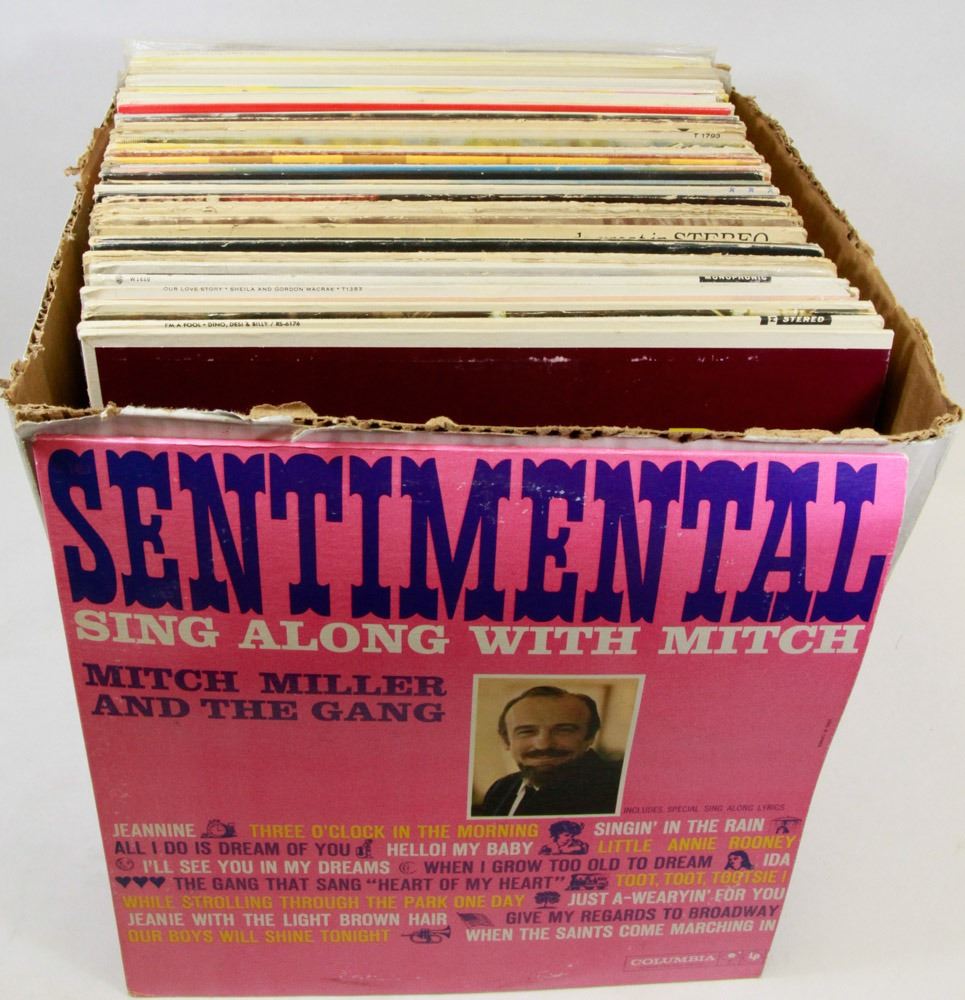 T 1793
STEREO
MONOPHONIC
W 1610
OUR LOVE STORY • SHEILA AND GORDON MACRAE • T1353
I'M A FOOL • DINO, DESI & BILLY / RS-6176
STEREO
SENTIMENTAL
SING ALONG WITH MITCH
MITCH MILLER
AND THE GANG
INCLUDES SPECIAL SING ALONG LYRICS
JEANNINE THREE O'CLOCK IN THE MORNING SINGIN' IN THE RAIN
ALL I DO IS DREAM OF YOU HELLO! MY BABY LITTLE ANNIE ROONEY
I'LL SEE YOU IN MY DREAMS WHEN I GROW TOO OLD TO DREAM IDA
THE GANG THAT SANG "HEART OF MY HEART" TOOT, TOOT, TOOTSIE!
WHILE STROLLING THROUGH THE PARK ONE DAY JUST A-WEARYIN' FOR YOU
JEANIE WITH THE LIGHT BROWN HAIR GIVE MY REGARDS TO BROADWAY
OUR BOYS WILL SHINE TONIGHT WHEN THE SAINTS COME MARCHING IN
COLUMBIA Lp